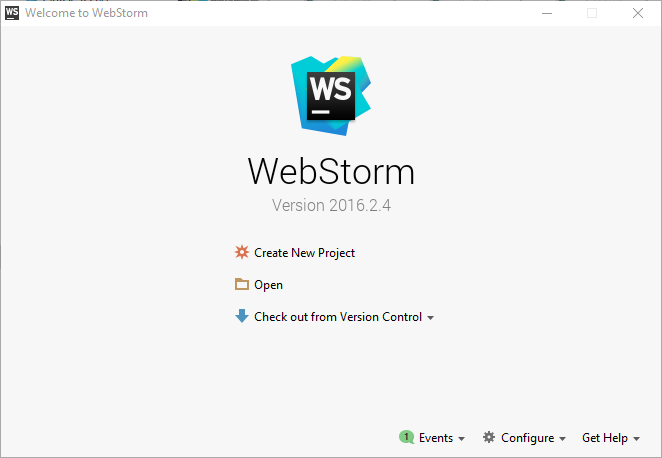 WS Welcome to WebStorm
WS
WebStorm
Version 2016.2.4
Create New Project
Open
Check out from Version Control
1 Events Configure Get Help